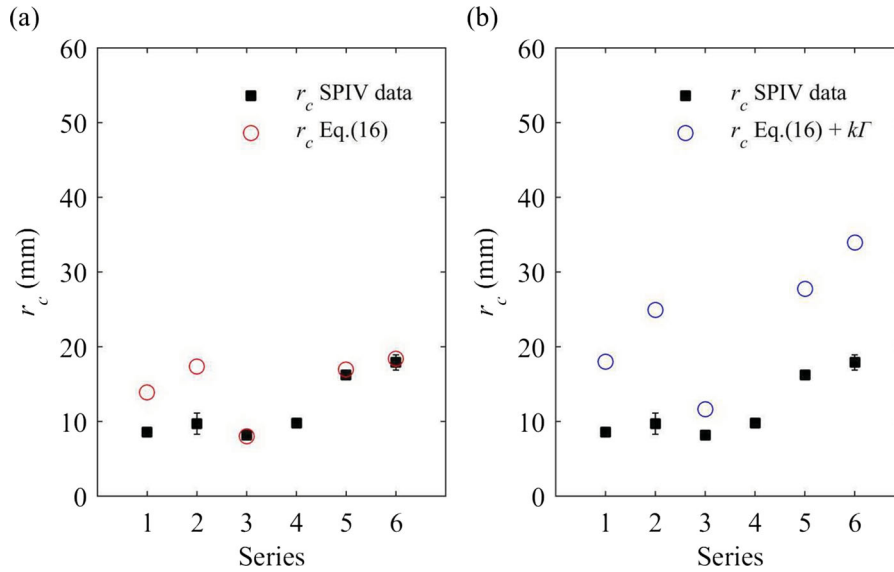 (a)
60
50
40
30
20
10
0
r_c (mm)
r_c SPIV data
r_c Eq.(16)
1 2 3 4 5 6
Series
(b)
60
50
40
30
20
10
0
r_c (mm)
r_c SPIV data
r_c Eq.(16) + kΓ
1 2 3 4 5 6
Series